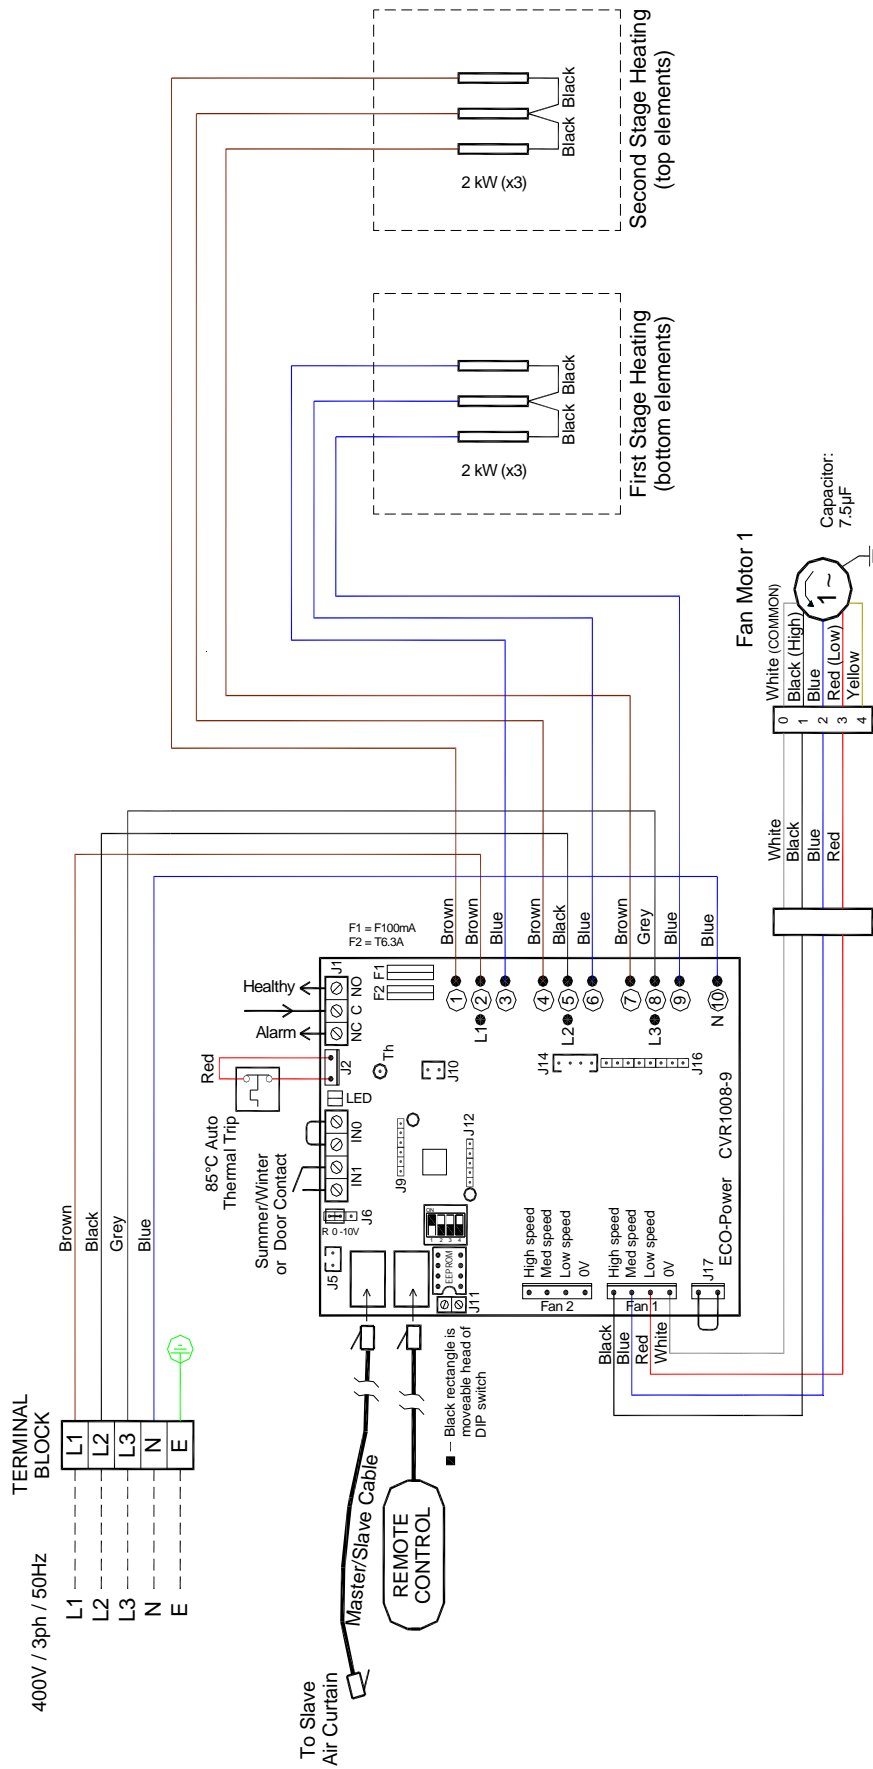 400V / 3ph / 50Hz
TERMINAL
BLOCK
L1
L2
L3
N
E
L1
L2
L3
N
E
Brown
Black
Grey
Blue
To Slave
Air Curtain
Master/Slave Cable
REMOTE
CONTROL
Black rectangle is
moveable head of
DIP switch
Summer/Winter
or Door Contact
85°C Auto
Thermal Trip
Red
Alarm
Healthy
J5
R 0 -10V
J6
IN1
IN0
LED
J2
NC
C
NO
J1
F1 = F100mA
F2 = T6.3A
F2
F1
Th
J10
J9
J12
ON
1 2 3 4
EEPROM
J11
1
2
3
4
5
6
7
8
9
N 10
L1
L2
L3
J14
J16
Brown
Brown
Blue
Brown
Black
Blue
Brown
Grey
Blue
Blue
ECO-Power CVR1008-9
High speed
Med speed
Low speed
0V
Fan 2
High speed
Med speed
Low speed
0V
Fan 1
J17
Black
Blue
Red
White
White
Black
Blue
Red
0
1
2
3
4
White (COMMON)
Black (High)
Blue
Red (Low)
Yellow
Fan Motor 1
1 ~
Capacitor:
7.5µF
2 kW (x3)
Black
Black
First Stage Heating
(bottom elements)
2 kW (x3)
Black
Black
Second Stage Heating
(top elements)